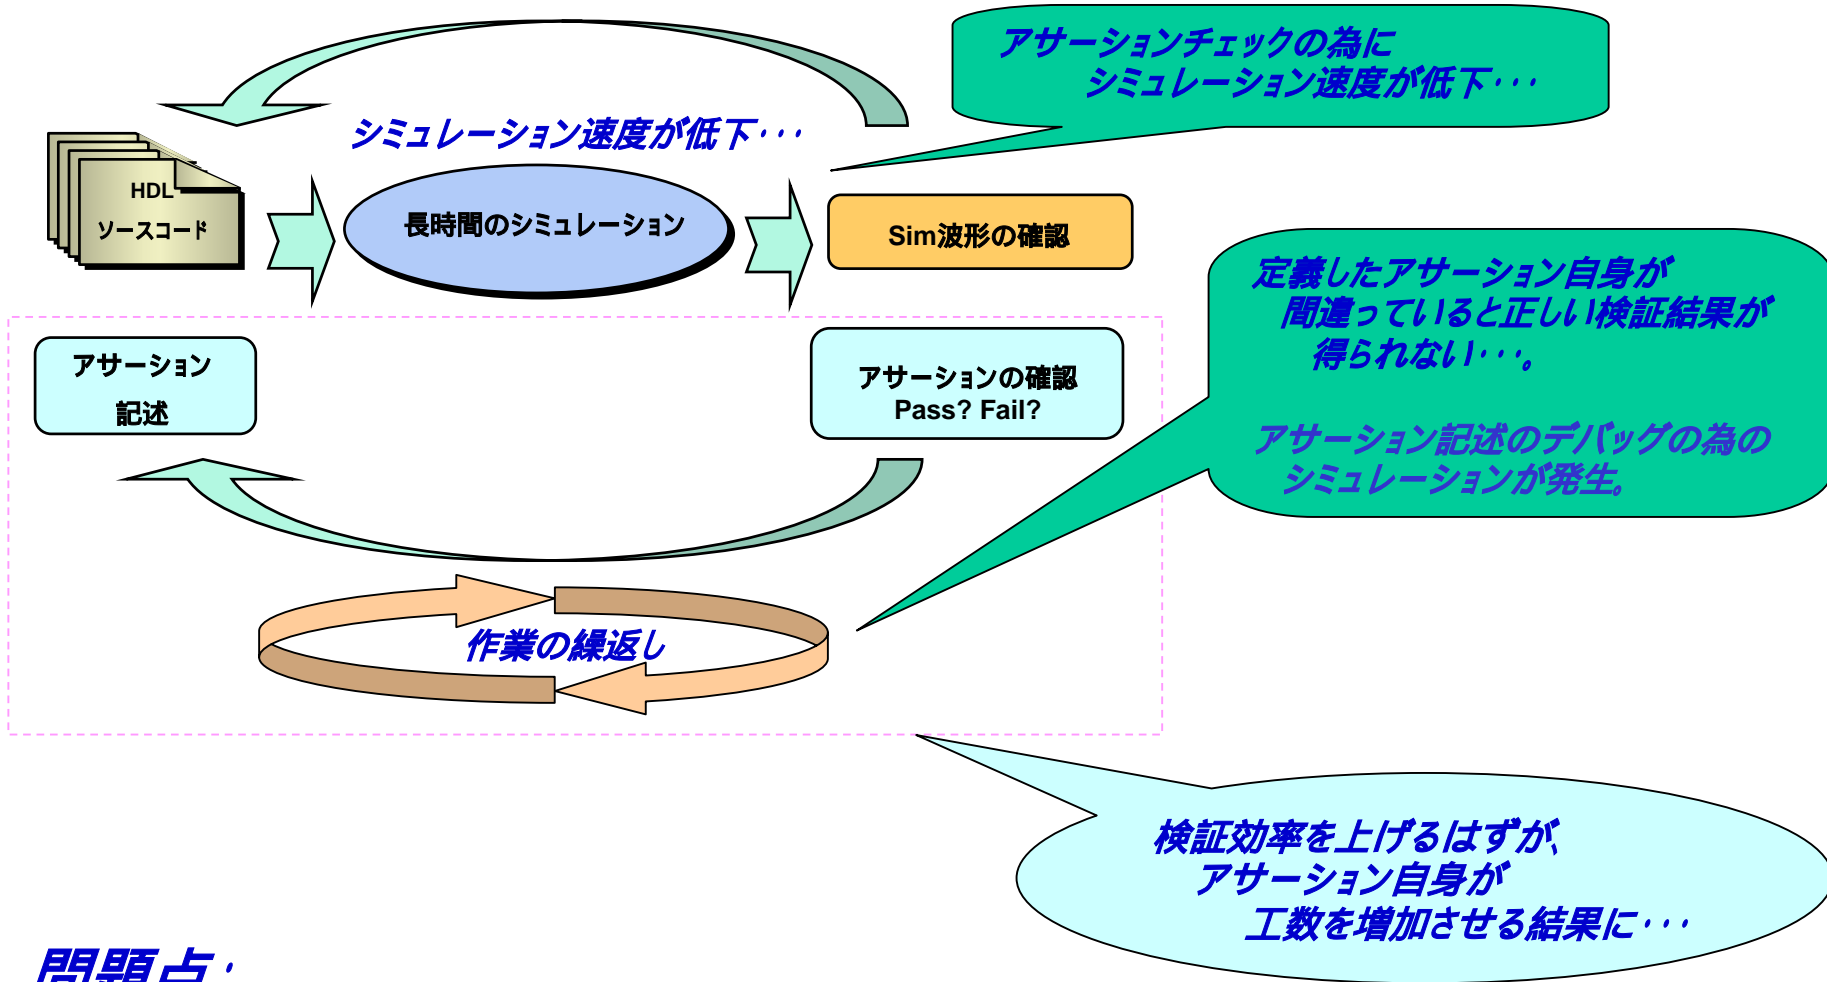 アサーションチェックの為に
シミュレーション速度が低下・・・
シミュレーション速度が低下・・・
HDL
ソースコード
長時間のシミュレーション
Sim波形の確認
定義したアサーション自身が
間違っていると正しい検証結果が
得られない・・・。
アサーション記述のデバッグの為の
シミュレーションが発生。
アサーション
記述
アサーションの確認
Pass? Fail?
作業の繰返し
検証効率を上げるはずが、
アサーション自身が
工数を増加させる結果に・・・
問題点・